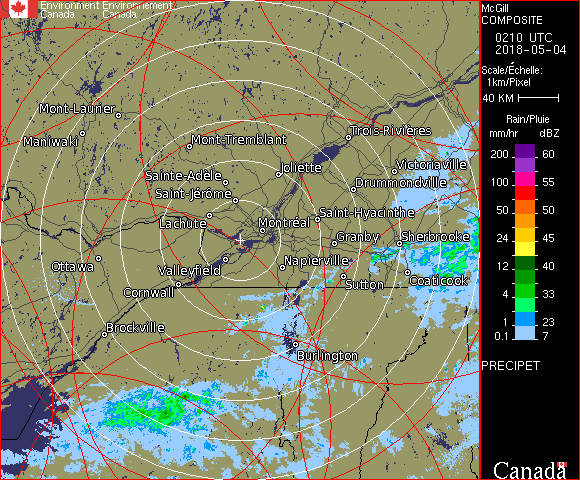 Environment Environnement
Canada Canada
McGill
COMPOSITE
0210 UTC
2018-05-04
Scale/Échelle:
1km/Pixel
40 KM
Rain/Pluie
mm/hr dBZ
200 60
100 55
50 50
24 45
12 40
4 33
1 23
0.1 7
PRECIPET
Canada
Mont-Laurier
Maniwaki
Mont-Tremblant
Trois-Rivières
Victoriaville
Joliette
Sainte-Adèle
Drummondville
Saint-Jérôme
Lachute
Saint-Hyacinthe
Montréal
Granby
Sherbrooke
Ottawa
Valleyfield
Napierville
Cornwall
Sutton
Coaticook
Brockville
Burlington